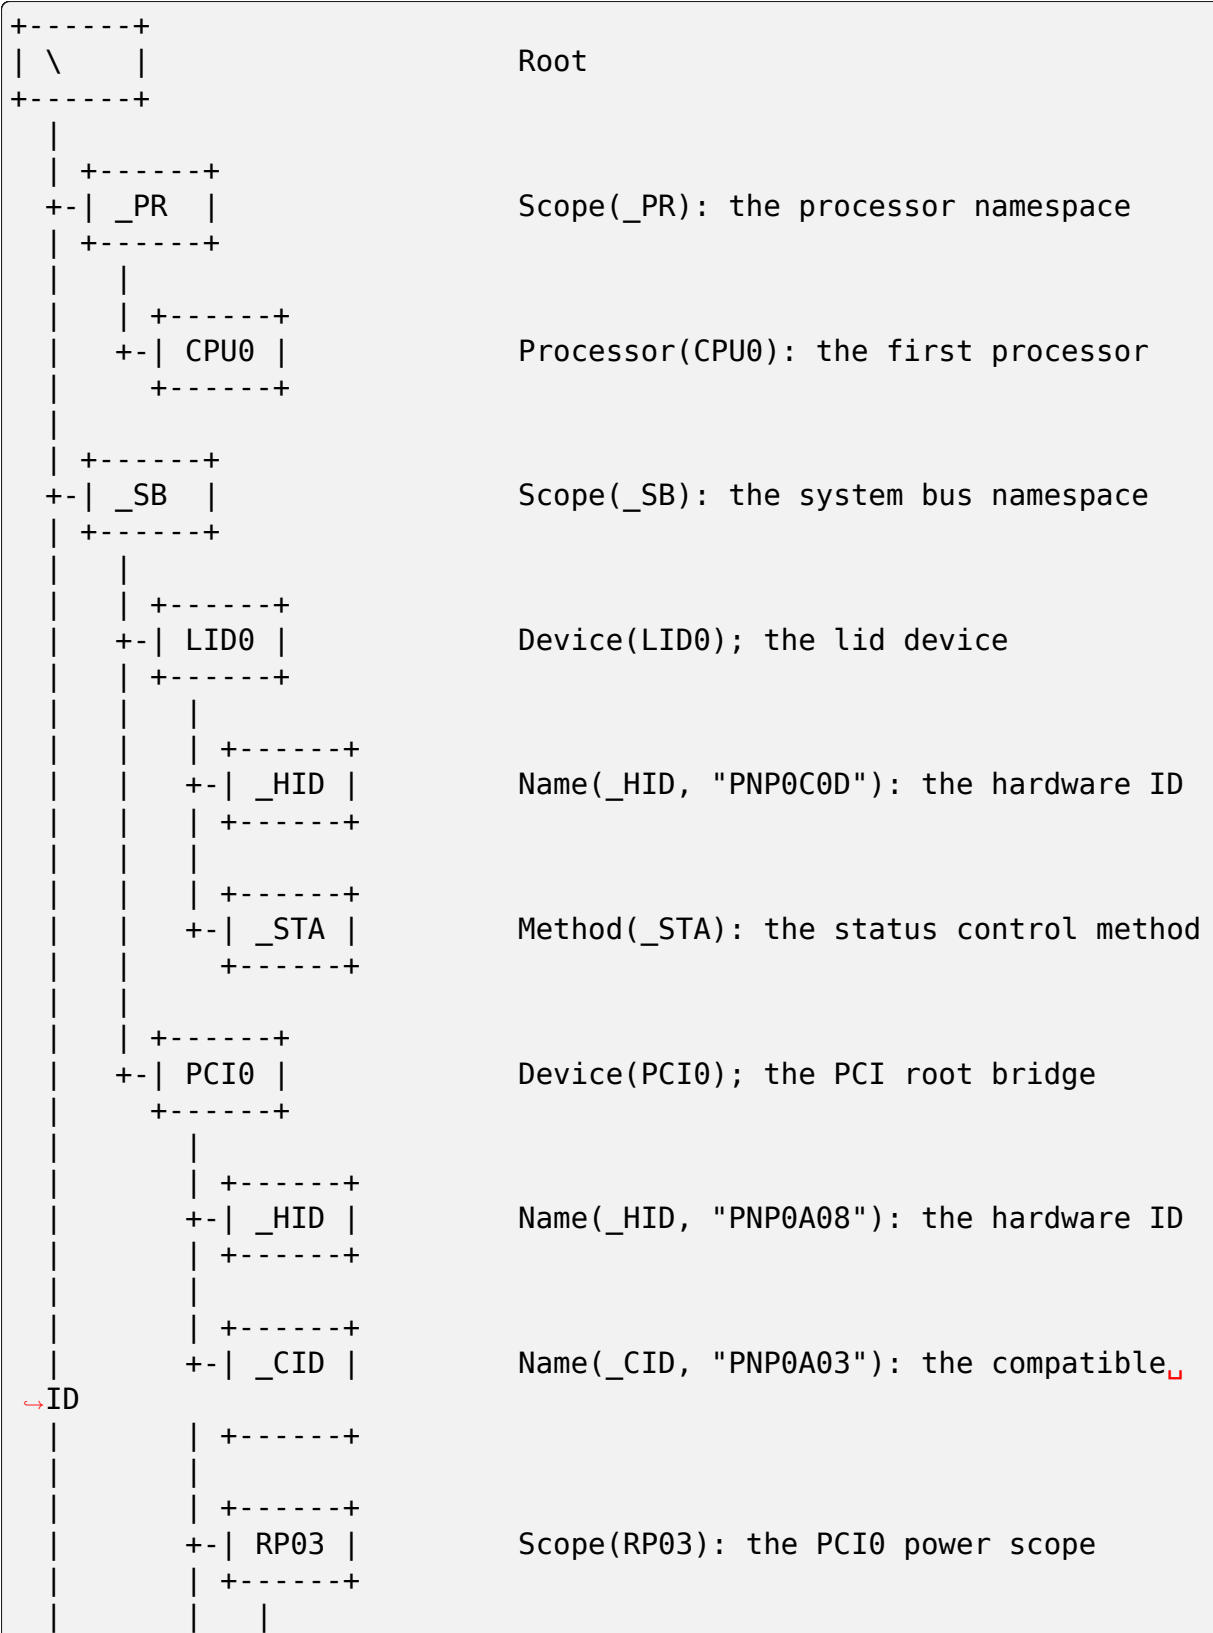 +------+
| \    |                     Root
+------+
  |
  | +------+
  +-| _PR  |                 Scope(_PR): the processor namespace
  | +------+
  |   |
  |   | +------+
  |   +-| CPU0 |             Processor(CPU0): the first processor
  |     +------+
  |
  | +------+
  +-| _SB  |                 Scope(_SB): the system bus namespace
  | +------+
  |   |
  |   | +------+
  |   +-| LID0 |             Device(LID0); the lid device
  |   | +------+
  |   |   |
  |   |   | +------+
  |   |   +-| _HID |         Name(_HID, "PNP0C0D"): the hardware ID
  |   |   | +------+
  |   |   |
  |   |   | +------+
  |   |   +-| _STA |         Method(_STA): the status control method
  |   |     +------+
  |   |
  |   | +------+
  |   +-| PCI0 |             Device(PCI0); the PCI root bridge
  |     +------+
  |       |
  |       | +------+
  |       +-| _HID |         Name(_HID, "PNP0A08"): the hardware ID
  |       | +------+
  |       |
  |       | +------+
  |       +-| _CID |         Name(_CID, "PNP0A03"): the compatible␣
↪ID
  |       | +------+
  |       |
  |       | +------+
  |       +-| RP03 |         Scope(RP03): the PCI0 power scope
  |       | +------+
  |       |   |